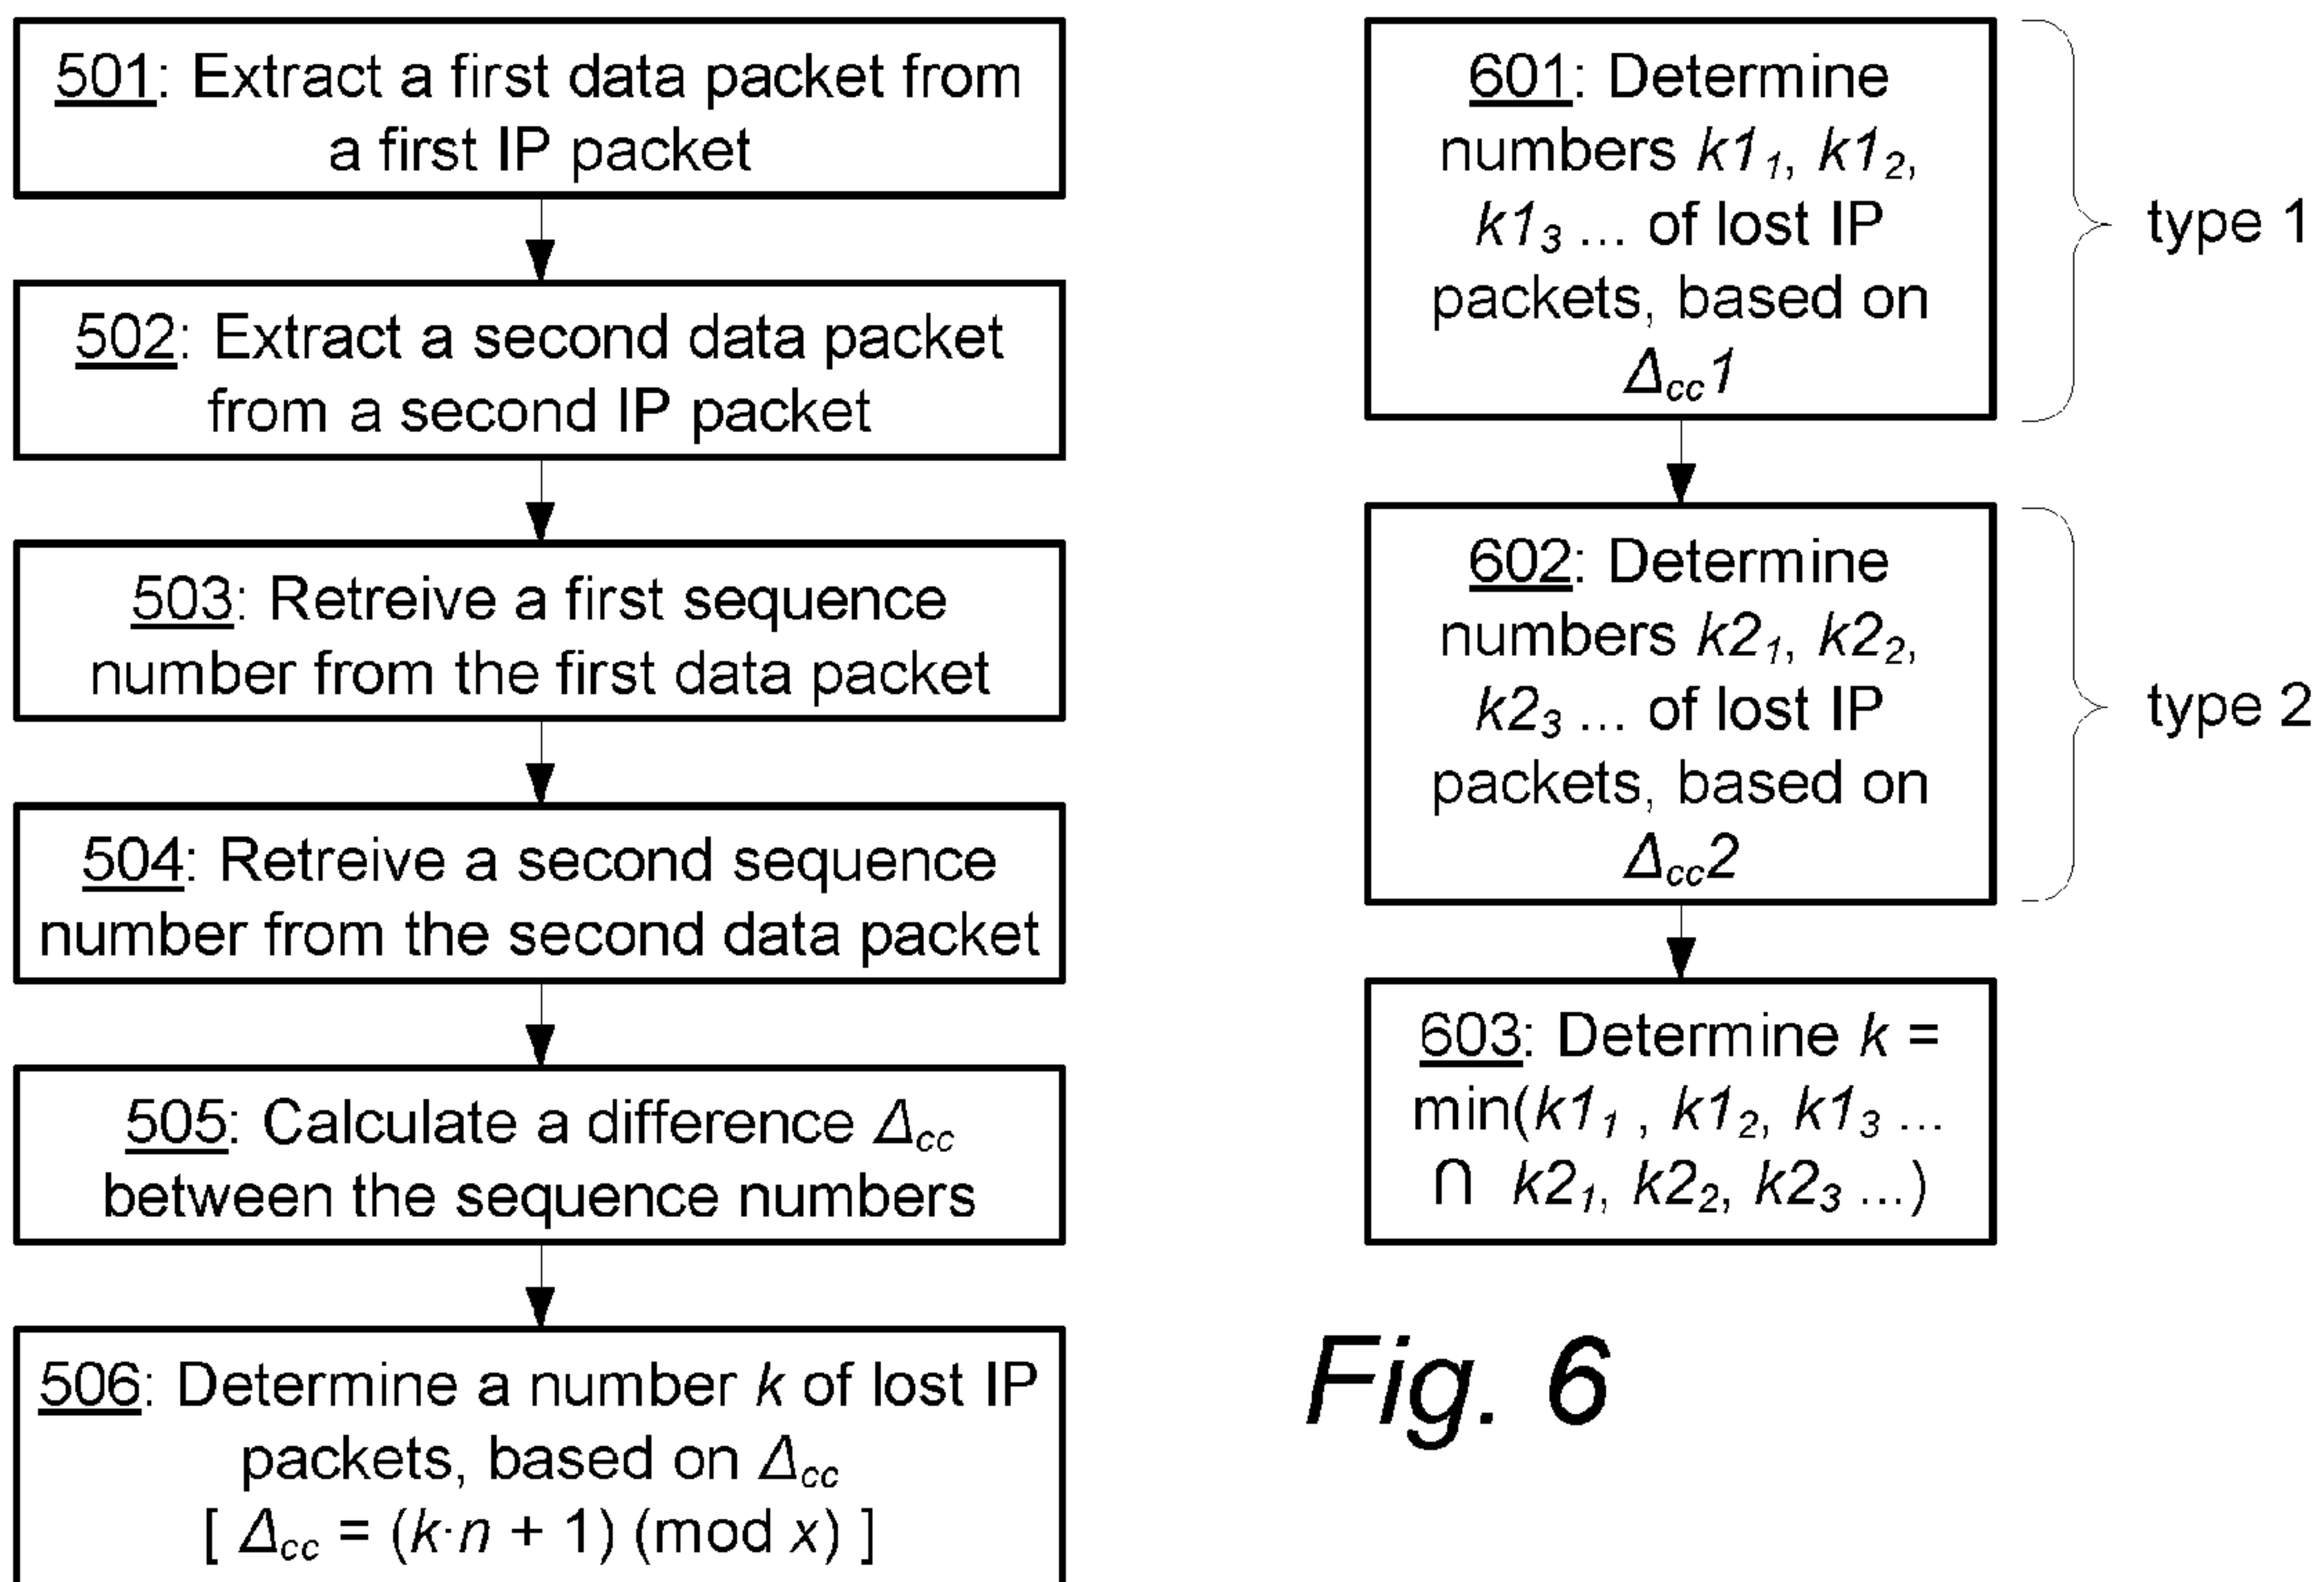 501: Extract a first data packet from
a first IP packet
502: Extract a second data packet
from a second IP packet
503: Retreive a first sequence
number from the first data packet
504: Retreive a second sequence
number from the second data packet
505: Calculate a difference Δcc
between the sequence numbers
506: Determine a number k of lost IP
packets, based on Δcc
[ Δcc = (k·n + 1) (mod x) ]
601: Determine
numbers k1₁, k1₂,
k1₃ ... of lost IP
packets, based on
Δcc1
type 1
602: Determine
numbers k2₁, k2₂,
k2₃ ... of lost IP
packets, based on
Δcc2
type 2
603: Determine k =
min(k1₁ , k1₂, k1₃ ...
∩ k2₁, k2₂, k2₃ ...)
Fig. 6